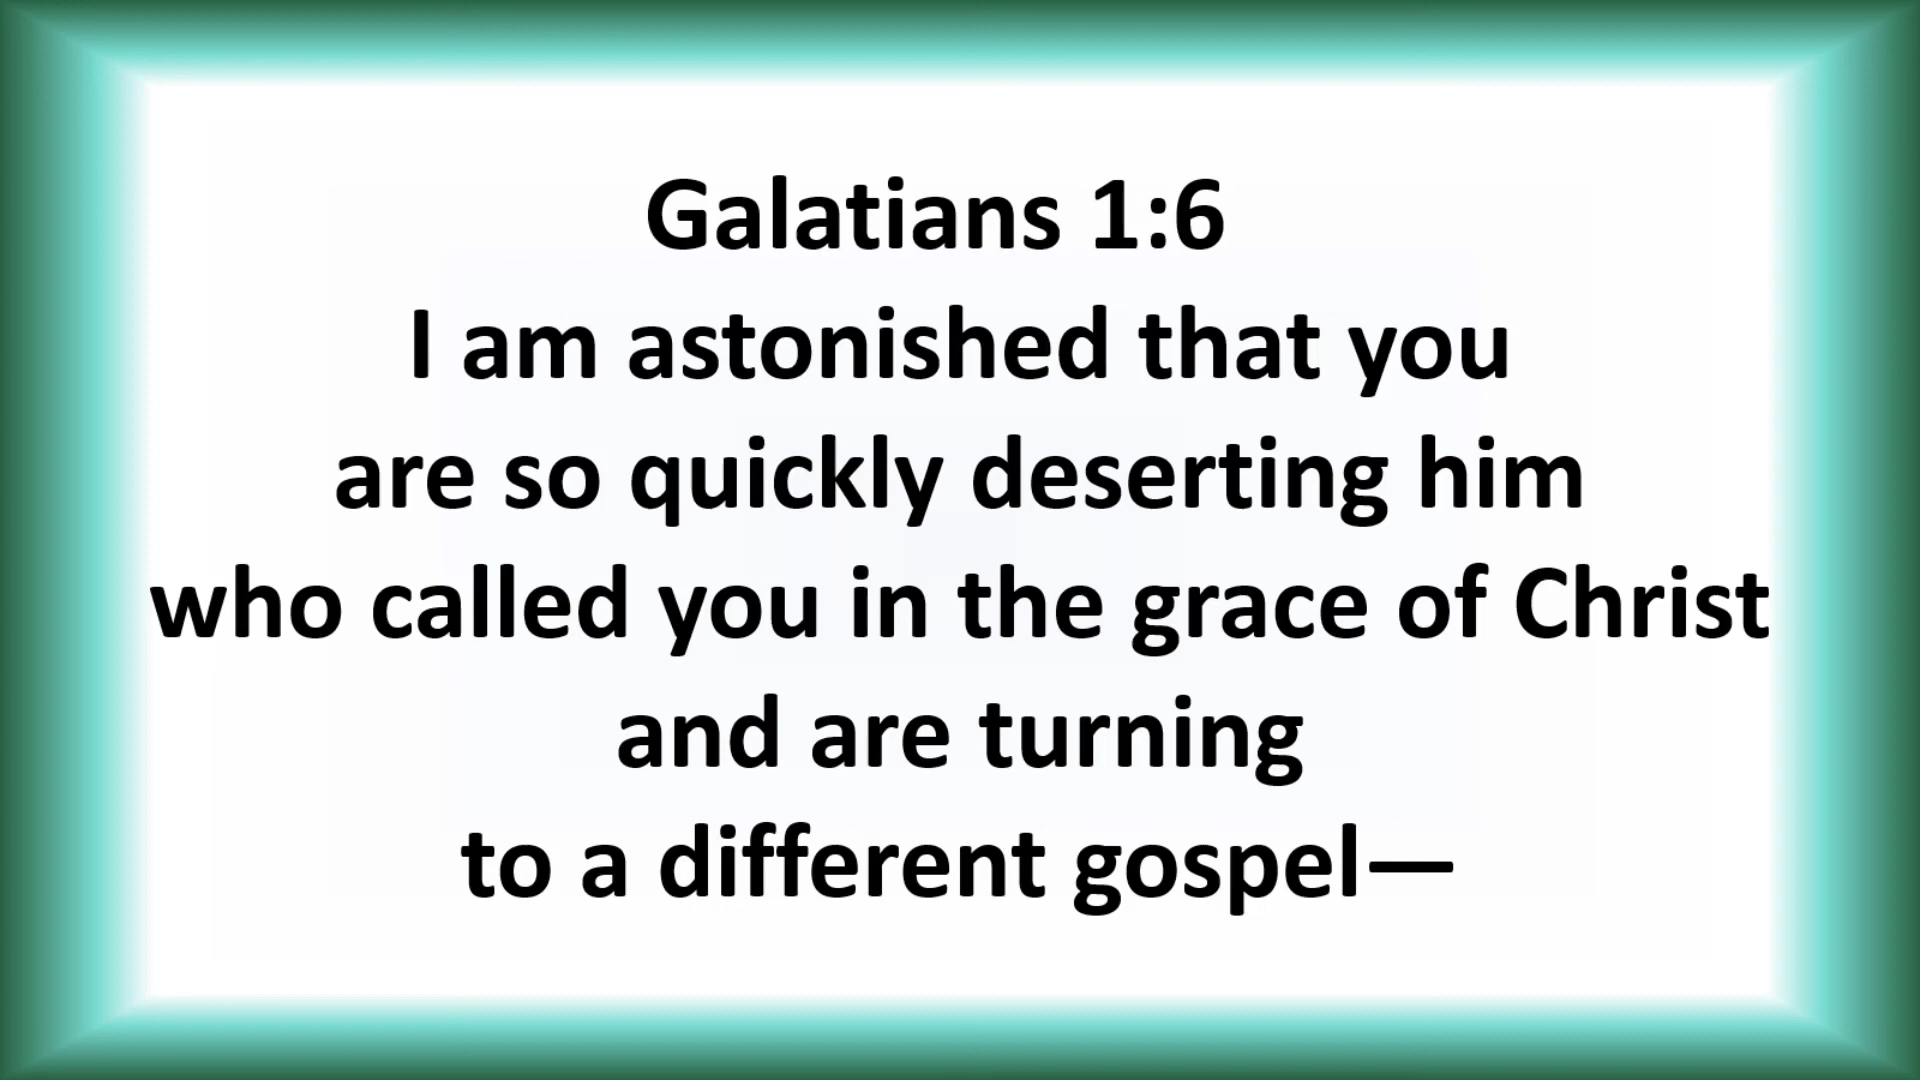 Galatians 1:6
I am astonished that you
are so quickly deserting him
who called you in the grace of Christ
and are turning
to a different gospel—